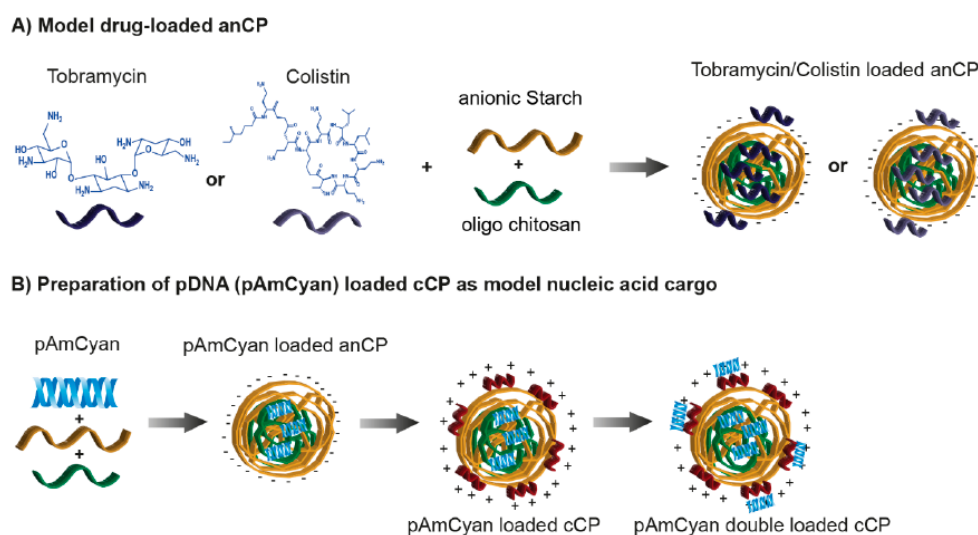 A) Model drug-loaded anCP
Tobramycin
Colistin
anionic Starch
Tobramycin/Colistin loaded anCP
or
+
+
or
oligo chitosan
B) Preparation of pDNA (pAmCyan) loaded cCP as model nucleic acid cargo
pAmCyan
pAmCyan loaded anCP
+
+
pAmCyan loaded cCP
pAmCyan double loaded cCP